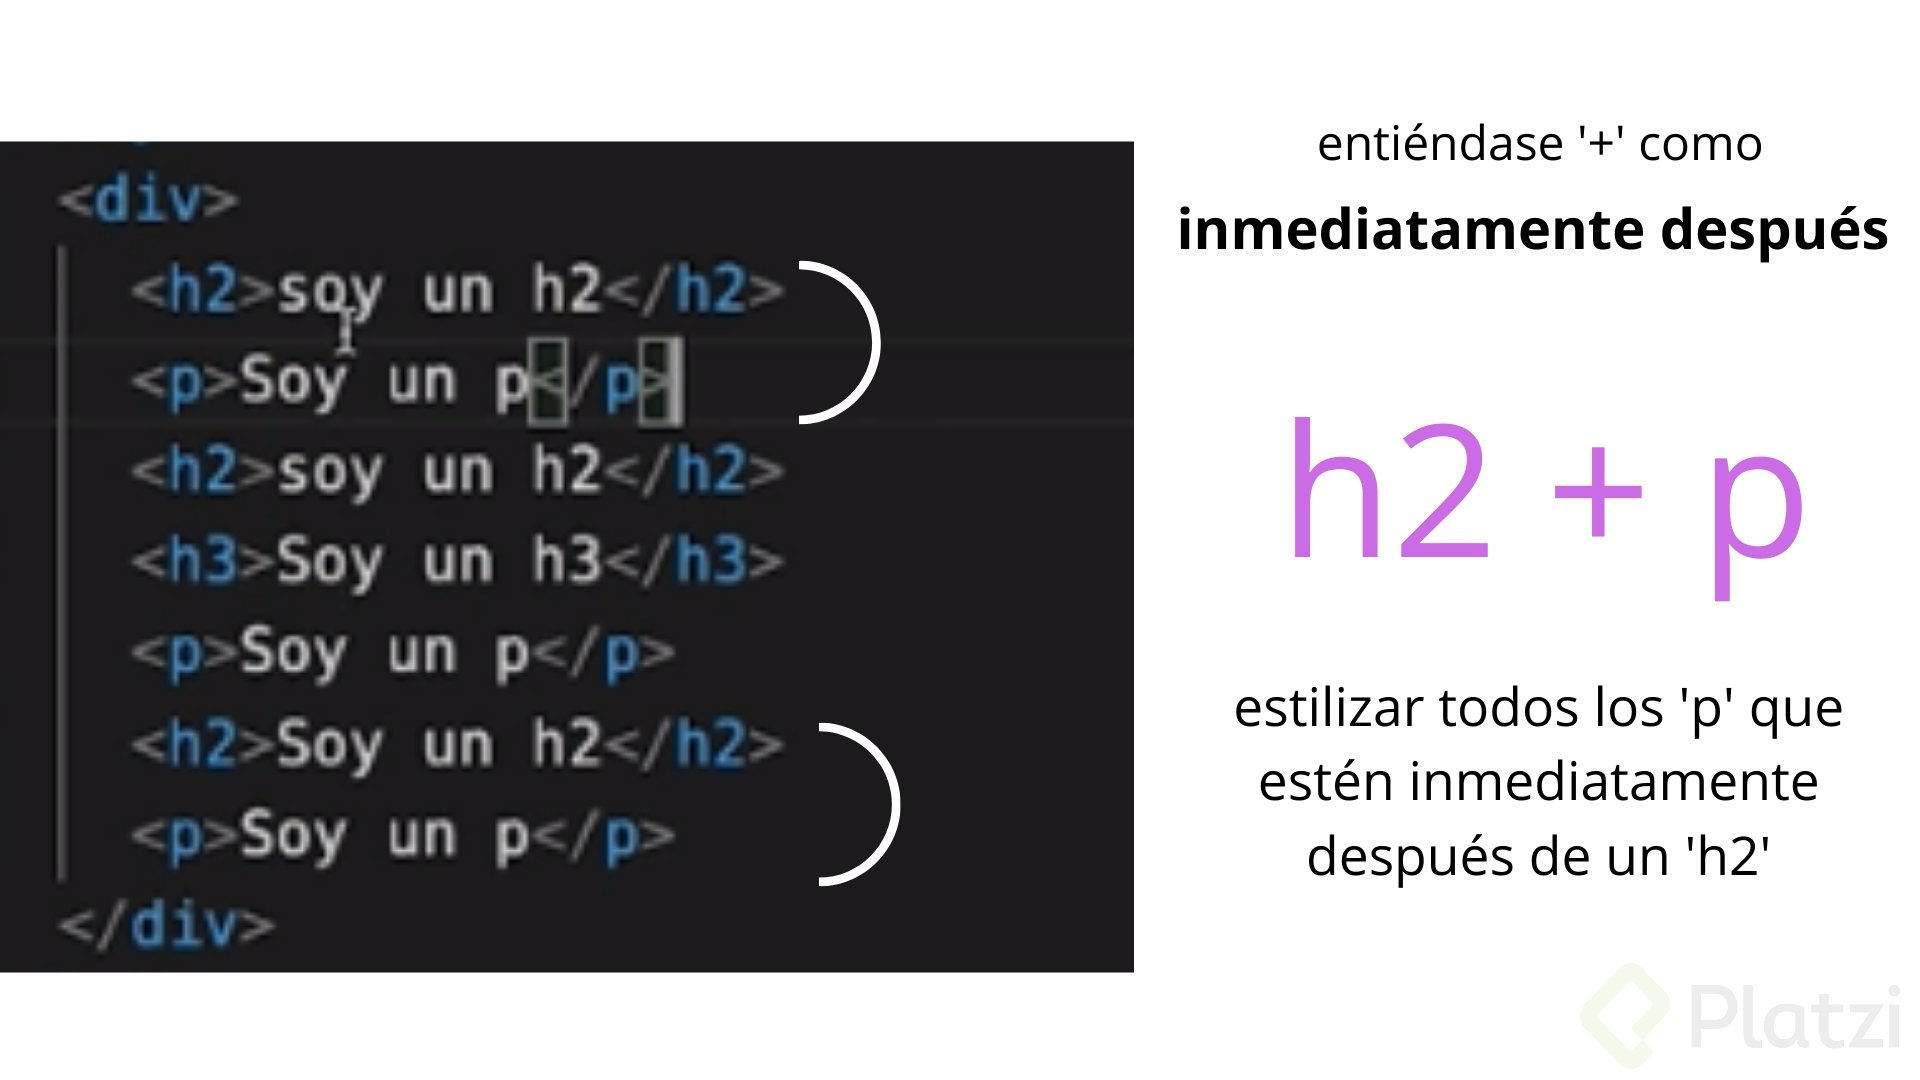 <div>
<h2>soy un h2</h2>
<p>Soy un p</p>
<h2>soy un h2</h2>
<h3>Soy un h3</h3>
<p>Soy un p</p>
<h2>Soy un h2</h2>
<p>Soy un p</p>
</div>
entiéndase '+' como
inmediatamente después
h2 + p
estilizar todos los 'p' que
estén inmediatamente
después de un 'h2'
Platzi